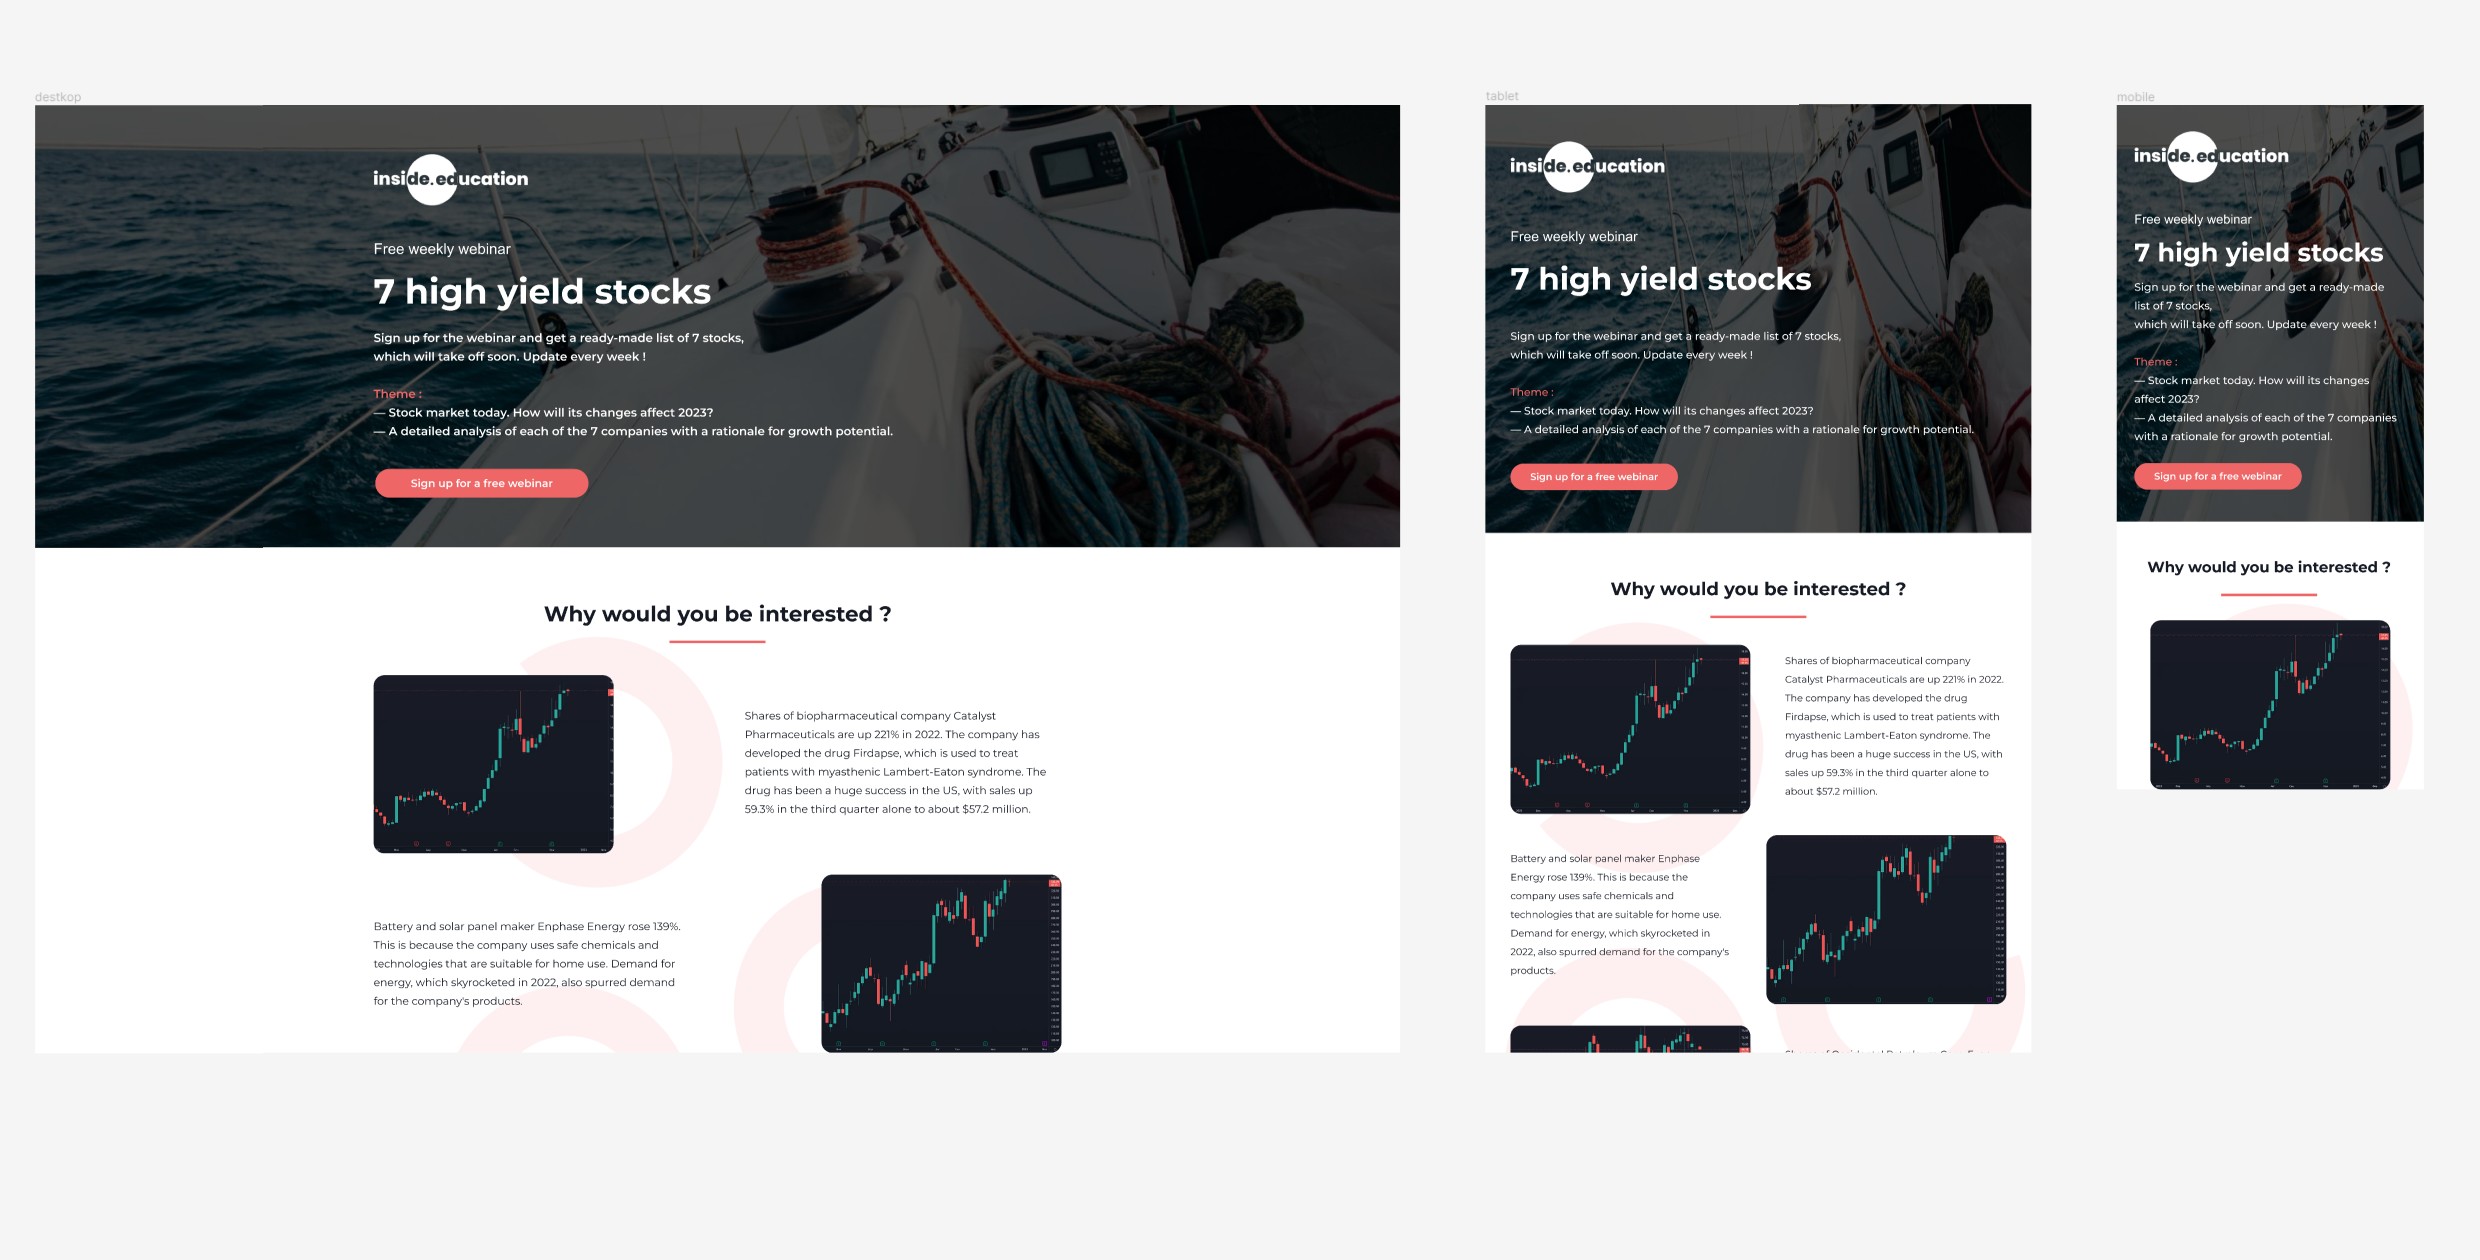 destkop
inside.education
Free weekly webinar
7 high yield stocks
Sign up for the webinar and get a ready-made list of 7 stocks,
which will take off soon. Update every week !
Theme :
— Stock market today. How will its changes affect 2023?
— A detailed analysis of each of the 7 companies with a rationale for growth potential.
Sign up for a free webinar
Why would you be interested ?
Shares of biopharmaceutical company Catalyst
Pharmaceuticals are up 221% in 2022. The company has
developed the drug Firdapse, which is used to treat
patients with myasthenic Lambert-Eaton syndrome. The
drug has been a huge success in the US, with sales up
59.3% in the third quarter alone to about $57.2 million.
Battery and solar panel maker Enphase Energy rose 139%.
This is because the company uses safe chemicals and
technologies that are suitable for home use. Demand for
energy, which skyrocketed in 2022, also spurred demand
for the company's products.
tablet
inside.education
Free weekly webinar
7 high yield stocks
Sign up for the webinar and get a ready-made list of 7 stocks,
which will take off soon. Update every week !
Theme :
— Stock market today. How will its changes affect 2023?
— A detailed analysis of each of the 7 companies with a rationale for growth potential.
Sign up for a free webinar
Why would you be interested ?
Shares of biopharmaceutical company
Catalyst Pharmaceuticals are up 221% in 2022.
The company has developed the drug
Firdapse, which is used to treat patients with
myasthenic Lambert-Eaton syndrome. The
drug has been a huge success in the US, with
sales up 59.3% in the third quarter alone to
about $57.2 million.
Battery and solar panel maker Enphase
Energy rose 139%. This is because the
company uses safe chemicals and
technologies that are suitable for home use.
Demand for energy, which skyrocketed in
2022, also spurred demand for the company's
products.
mobile
inside.education
Free weekly webinar
7 high yield stocks
Sign up for the webinar and get a ready-made
list of 7 stocks,
which will take off soon. Update every week !
Theme :
— Stock market today. How will its changes
affect 2023?
— A detailed analysis of each of the 7 companies
with a rationale for growth potential.
Sign up for a free webinar
Why would you be interested ?